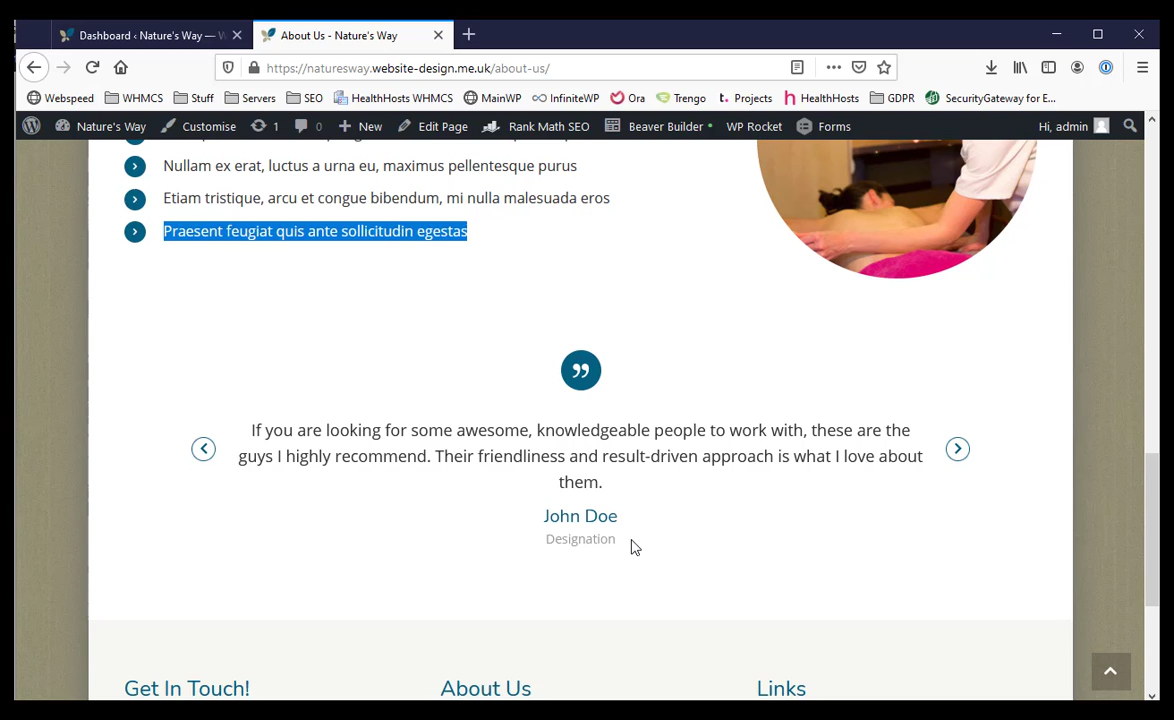 Dashboard ‹ Nature's Way — W
About Us - Nature's Way
https://naturesway.website-design.me.uk/about-us/
Webspeed
WHMCS
Stuff
Servers
SEO
HealthHosts WHMCS
MainWP
InfiniteWP
Ora
Trengo
Projects
HealthHosts
GDPR
SecurityGateway for E...
Nature's Way
Customise
1
0
New
Edit Page
Rank Math SEO
Beaver Builder
WP Rocket
Forms
Hi, admin
Nullam ex erat, luctus a urna eu, maximus pellentesque purus
Etiam tristique, arcu et congue bibendum, mi nulla malesuada eros
Praesent feugiat quis ante sollicitudin egestas
If you are looking for some awesome, knowledgeable people to work with, these are the
guys I highly recommend. Their friendliness and result-driven approach is what I love about
them.
John Doe
Designation
Get In Touch!
About Us
Links